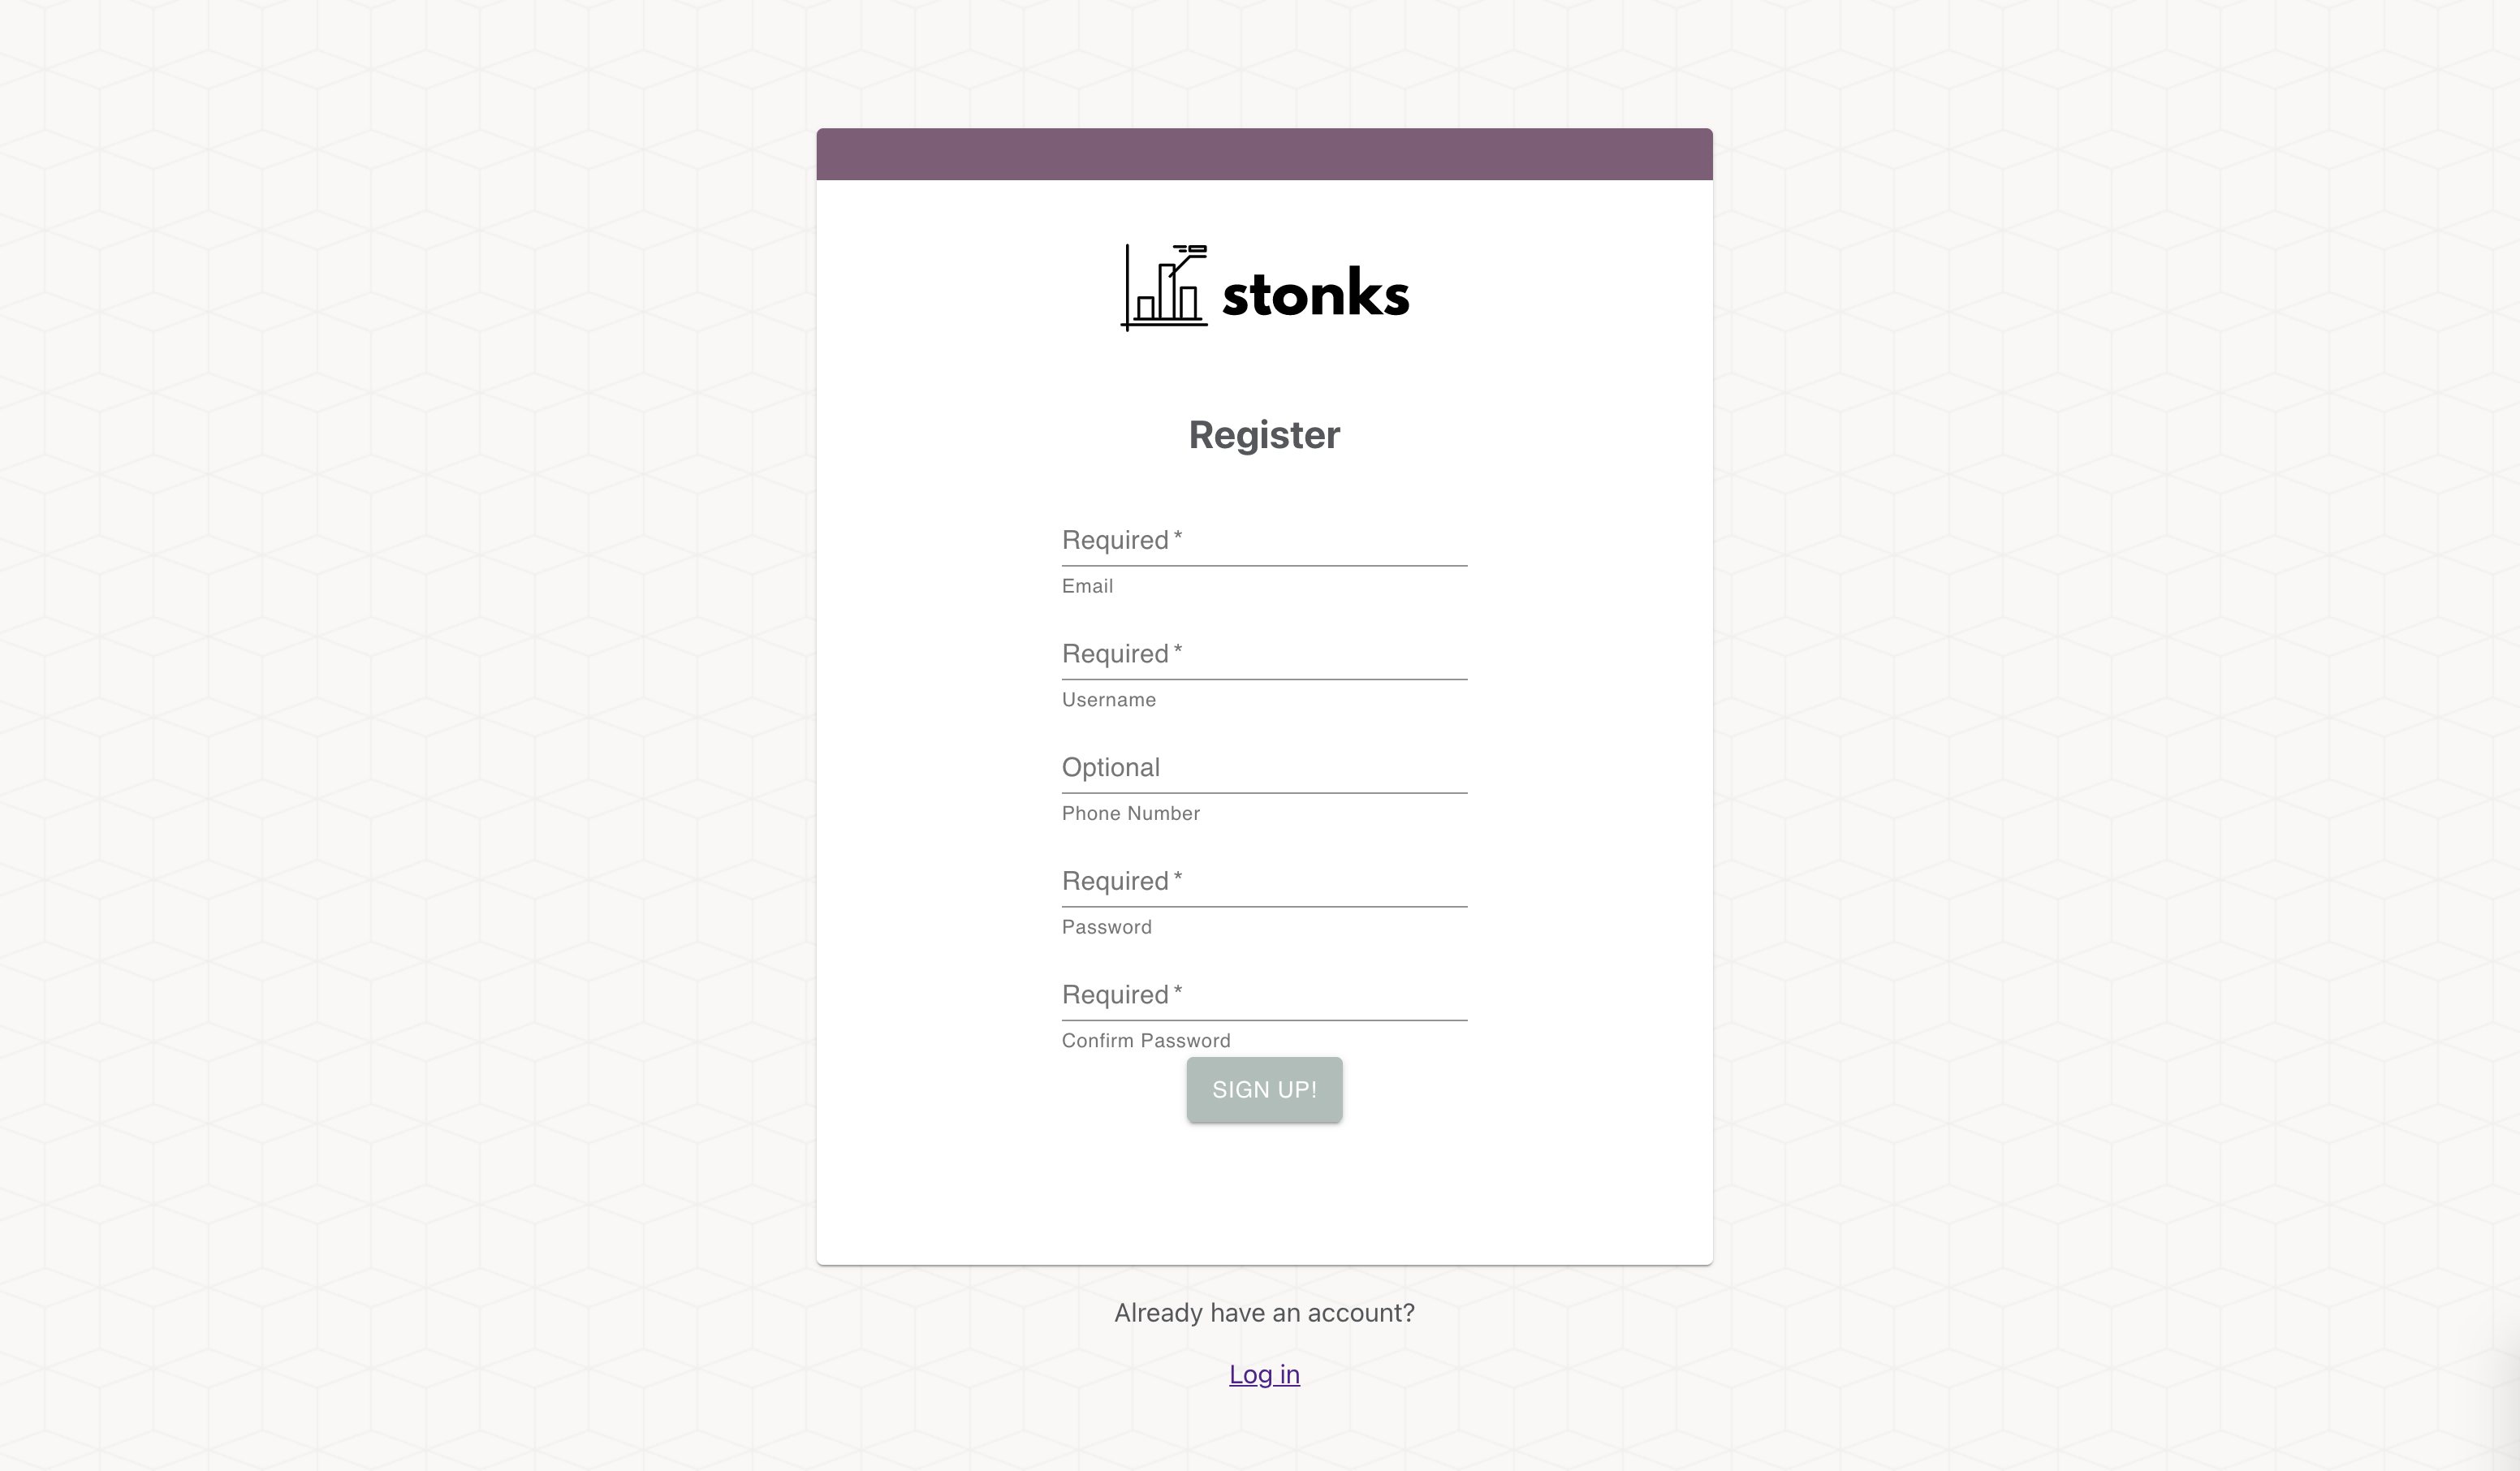 stonks
Register
Required *
Email
Required *
Username
Optional
Phone Number
Required *
Password
Required *
Confirm Password
SIGN UP!
Already have an account?
Log in